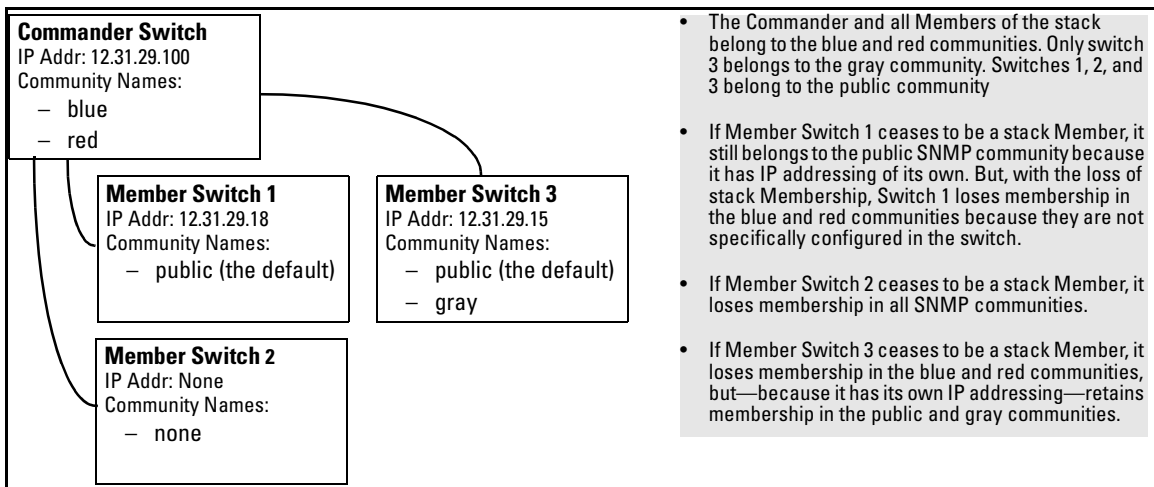 Commander Switch
IP Addr: 12.31.29.100
Community Names:
– blue
– red
Member Switch 1
IP Addr: 12.31.29.18
Community Names:
– public (the default)
Member Switch 3
IP Addr: 12.31.29.15
Community Names:
– public (the default)
– gray
Member Switch 2
IP Addr: None
Community Names:
– none
• The Commander and all Members of the stack
belong to the blue and red communities. Only switch
3 belongs to the gray community. Switches 1, 2, and
3 belong to the public community
• If Member Switch 1 ceases to be a stack Member, it
still belongs to the public SNMP community because
it has IP addressing of its own. But, with the loss of
stack Membership, Switch 1 loses membership in
the blue and red communities because they are not
specifically configured in the switch.
• If Member Switch 2 ceases to be a stack Member, it
loses membership in all SNMP communities.
• If Member Switch 3 ceases to be a stack Member, it
loses membership in the blue and red communities,
but—because it has its own IP addressing—retains
membership in the public and gray communities.